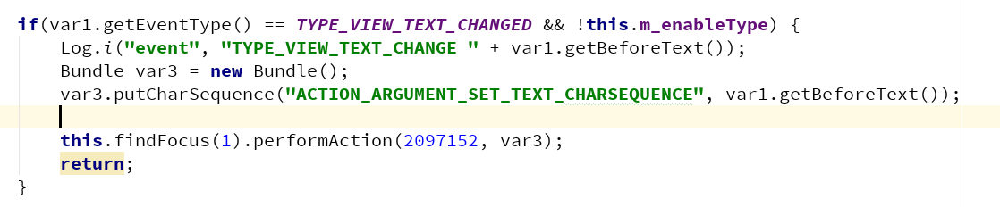 if(var1.getEventType() == TYPE_VIEW_TEXT_CHANGED && !this.m_enableType) {
Log.i("event", "TYPE_VIEW_TEXT_CHANGE " + var1.getBeforeText());
Bundle var3 = new Bundle();
var3.putCharSequence("ACTION_ARGUMENT_SET_TEXT_CHARSEQUENCE", var1.getBeforeText());
this.findFocus(1).performAction(2097152, var3);
return;
}